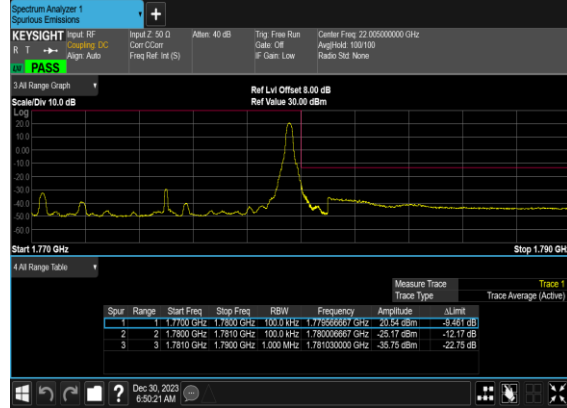 Spectrum Analyzer 1
Spurious Emissions
+
KEYSIGHT Input: RF Input Z: 50 Ω Atten: 40 dB Trig: Free Run Center Freq: 22.005000000 GHz
R T Coupling: DC Corr CCorr Gate: Off Avg|Hold: 100/100
Align: Auto Freq Ref: Int (S) IF Gain: Low Radio Std: None
PASS
3 All Range Graph
Ref Lvl Offset 8.00 dB
Scale/Div 10.0 dB Ref Value 30.00 dBm
Log
20.0
10.0
0.00
-10.0
-20.0
-30.0
-40.0
-50.0
-60.0
Start 1.770 GHz Stop 1.790 GH
4 All Range Table
Measure Trace Trace 1
Trace Type Trace Average (Active)
Spur Range Start Freq Stop Freq RBW Frequency Amplitude ΔLimit
1 1 1.7700 GHz 1.7800 GHz 100.0 kHz 1.779566667 GHz 20.54 dBm -9.461 dB
2 2 1.7800 GHz 1.7810 GHz 100.0 kHz 1.780006667 GHz -25.17 dBm -12.17 dB
3 3 1.7810 GHz 1.7900 GHz 1.000 MHz 1.781030000 GHz -35.75 dBm -22.75 dB
? Dec 30, 2023
6:50:21 AM